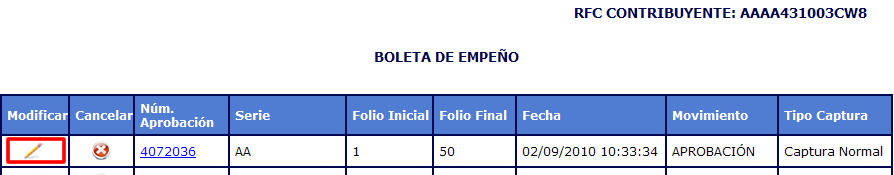 RFC CONTRIBUYENTE: AAAA431003CW8
BOLETA DE EMPEÑO
Modificar Cancelar Núm. Aprobación Serie Folio Inicial Folio Final Fecha Movimiento Tipo Captura
4072036 AA 1 50 02/09/2010 10:33:34 APROBACIÓN Captura Normal